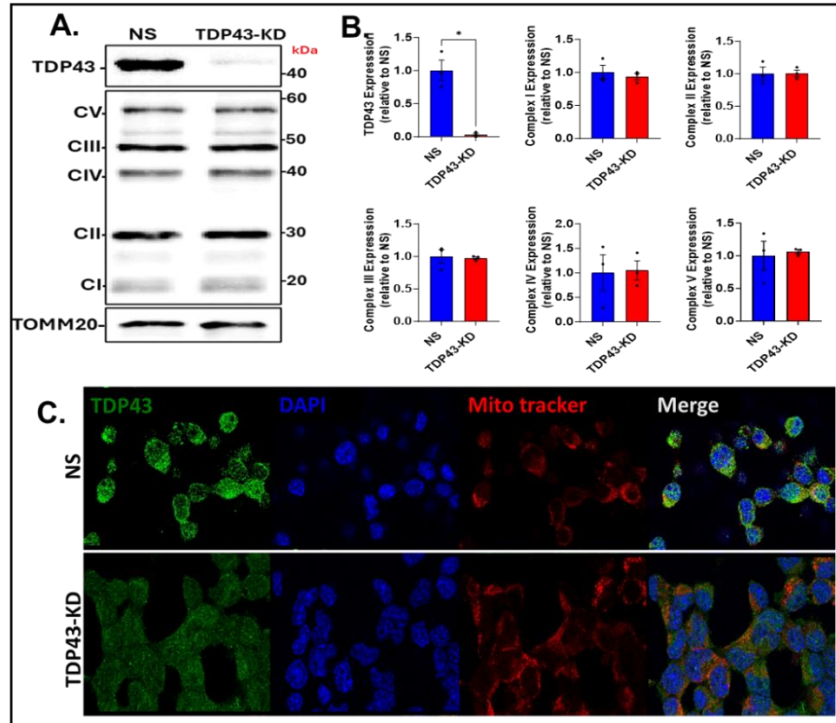 A.
NS TDP43-KD
kDa
TDP43-
-40
CV
-60
CIII
-50
CIV
-40
CII
-30
CI
-20
TOMM20-
B
TDP43 Expresssion
(relative to NS)
1.5
1.0
0.5
0.0
*
NS
TDP43-KD
Complex I Expresssion
(relative to NS)
1.5
1.0
0.5
0.0
NS
TDP43-KD
Complex II Expresssion
(relative to NS)
1.5
1.0
0.5
0.0
NS
TDP43-KD
Complex III Expresssion
(relative to NS)
1.5
1.0
0.5
0.0
NS
TDP43-KD
Complex IV Expresssion
(relative to NS)
2.0
1.5
1.0
0.5
0.0
NS
TDP43-KD
Complex V Expresssion
(relative to NS)
1.5
1.0
0.5
0.0
NS
TDP43-KD
C.
TDP43 DAPI Mito tracker Merge
NS
TDP43-KD